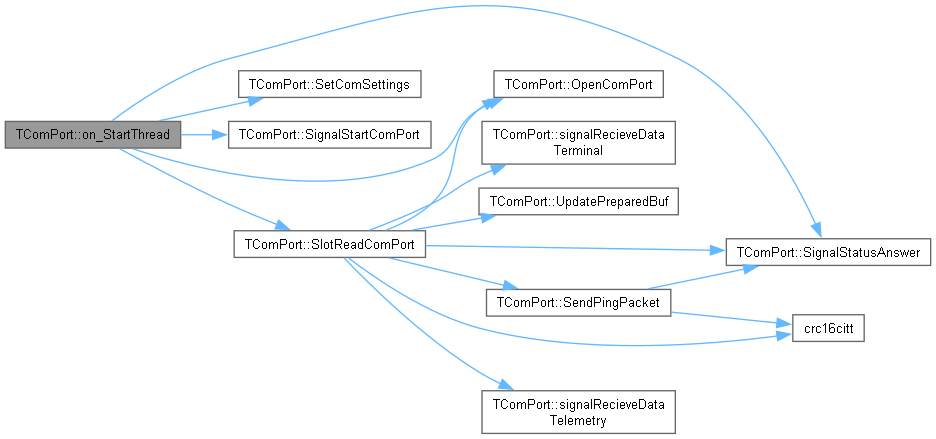 TComPort::on_StartThread
TComPort::SetComSettings
TComPort::SignalStartComPort
TComPort::SlotReadComPort
TComPort::OpenComPort
TComPort::signalRecieveData
Terminal
TComPort::UpdatePreparedBuf
TComPort::SendPingPacket
TComPort::signalRecieveData
Telemetry
TComPort::SignalStatusAnswer
crc16citt